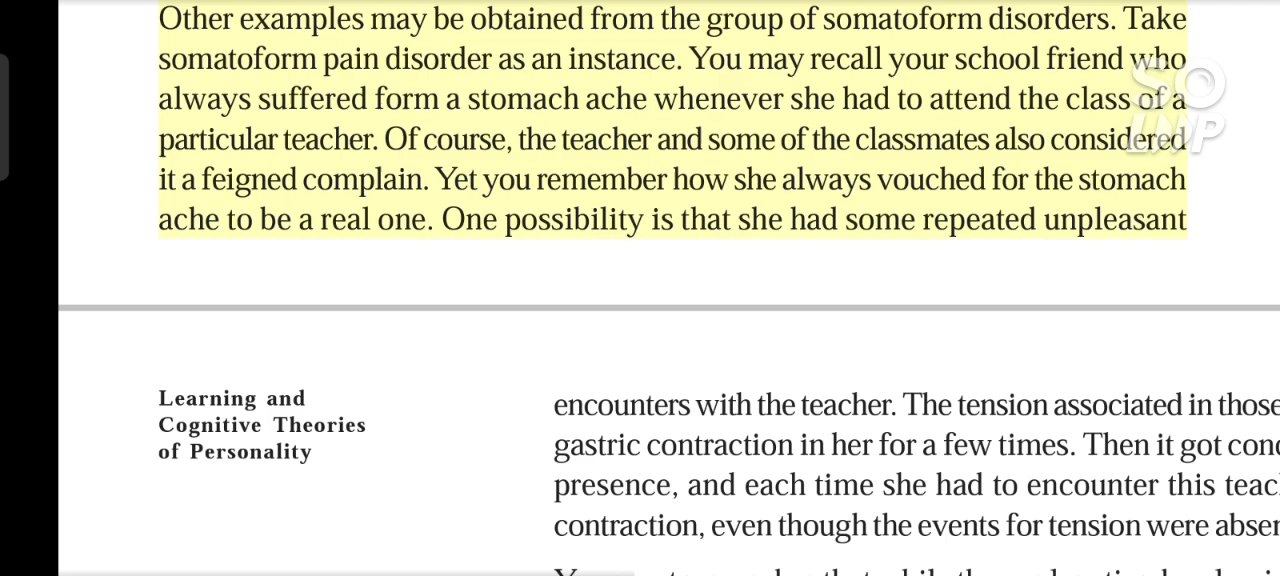 Other examples may be obtained from the group of somatoform disorders. Take
somatoform pain disorder as an instance. You may recall your school friend who
always suffered form a stomach ache whenever she had to attend the class of a
particular teacher. Of course, the teacher and some of the classmates also considered
it a feigned complain. Yet you remember how she always vouched for the stomach
ache to be a real one. One possibility is that she had some repeated unpleasant
SO
Learning and
Cognitive Theories
of Personality
encounters with the teacher. The tension associated in those
gastric contraction in her for a few times. Then it got
presence, and each time she had to encounter this
contraction, even though the events for tension were